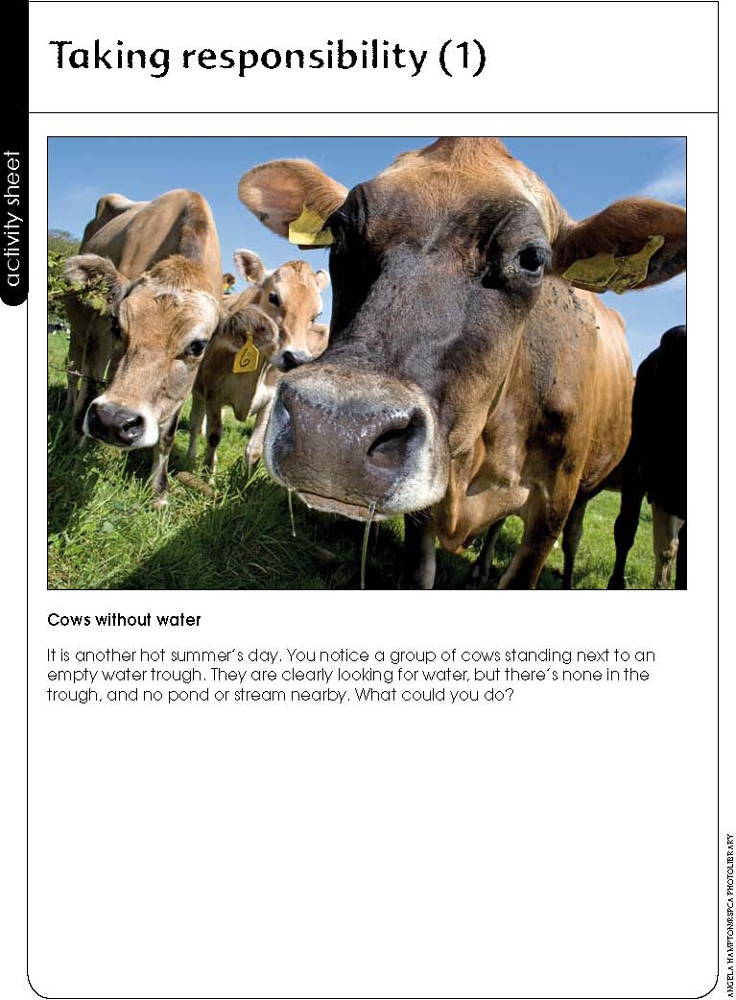 Taking responsibility (1)
activity sheet
6
Cows without water
It is another hot summer's day. You notice a group of cows standing next to an
empty water trough. They are clearly looking for water, but there's none in the
trough, and no pond or stream nearby. What could you do?
ANGELA HAMPTON/RSPCA PHOTOLIBRARY